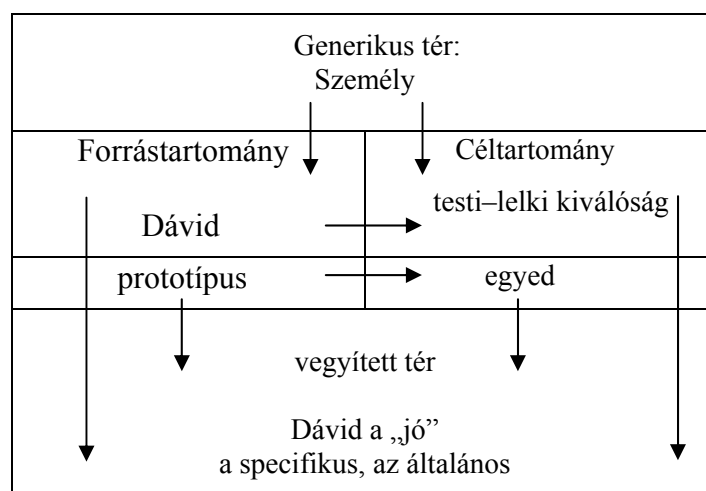 Generikus tér:
Személy
Forrástartomány
Céltartomány
testi–lelki kiválóság
Dávid
prototípus
egyed
vegyített tér
Dávid a „jó”
a specifikus, az általános